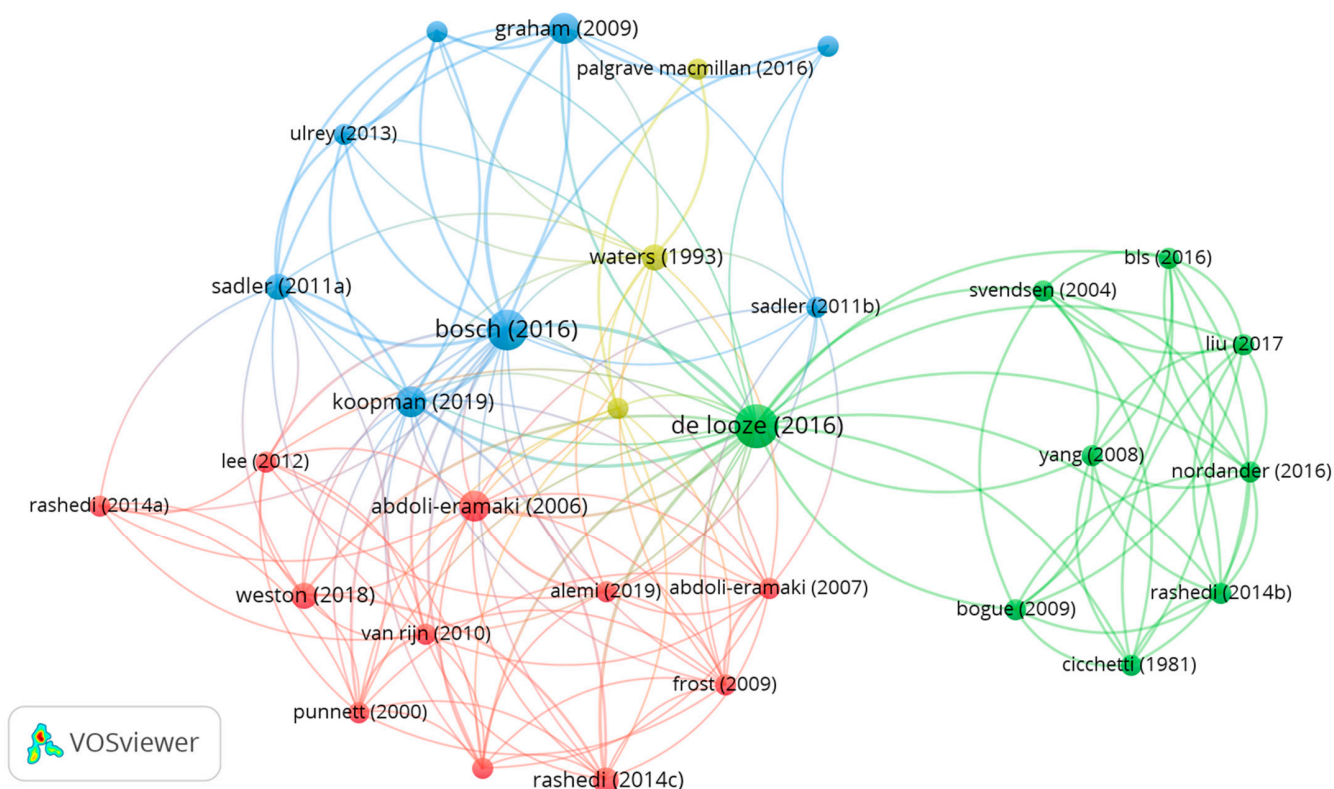 graham (2009)
palgrave macmillan (2016)
ulrey (2013)
waters (1993)
bls (2016)
sadler (2011a)
svendsen (2004)
sadler (2011b)
bosch (2016)
liu (2017
koopman (2019)
de looze (2016)
yang (2008)
lee (2012)
nordander (2016)
rashedi (2014a)
abdoli-eramaki (2006)
abdoli-eramaki (2007)
alemi (2019)
rashedi (2014b)
weston (2018)
bogue (2009)
van rijn (2010)
cicchetti (1981)
frost (2009)
punnett (2000)
VOSviewer
rashedi (2014c)